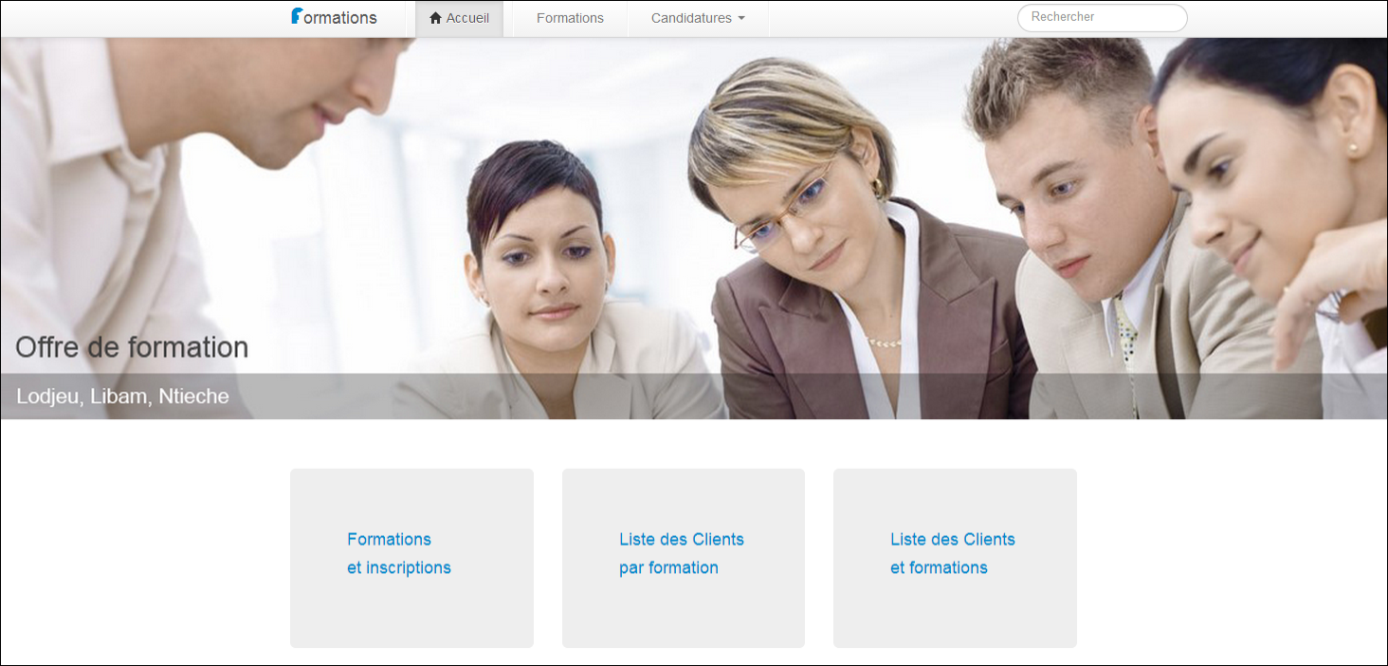 Formations
Accueil
Formations
Candidatures
Rechercher
Offre de formation
Lodjeu, Libam, Ntieche
Formations
et inscriptions
Liste des Clients
par formation
Liste des Clients
et formations